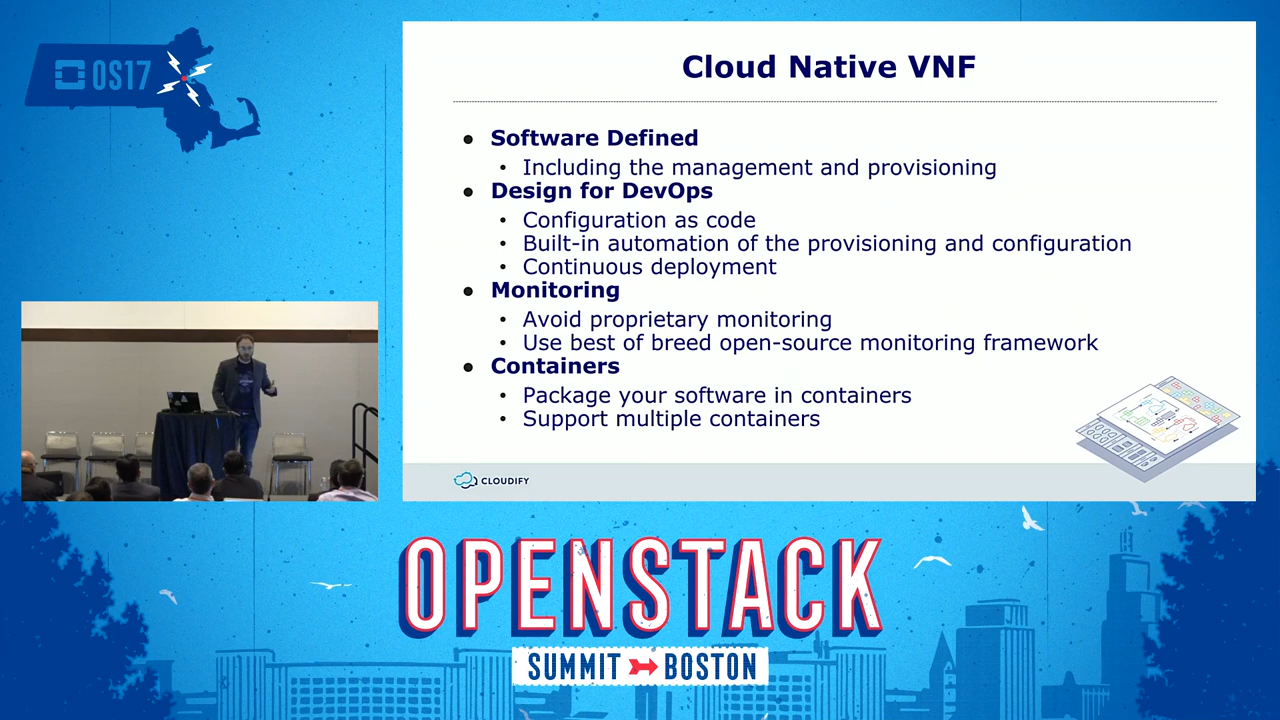 OS17
Cloud Native VNF
● Software Defined
• Including the management and provisioning
● Design for DevOps
• Configuration as code
• Built-in automation of the provisioning and configuration
• Continuous deployment
● Monitoring
• Avoid proprietary monitoring
• Use best of breed open-source monitoring framework
● Containers
• Package your software in containers
• Support multiple containers
CLOUDIFY
OPENSTACK
SUMMIT BOSTON